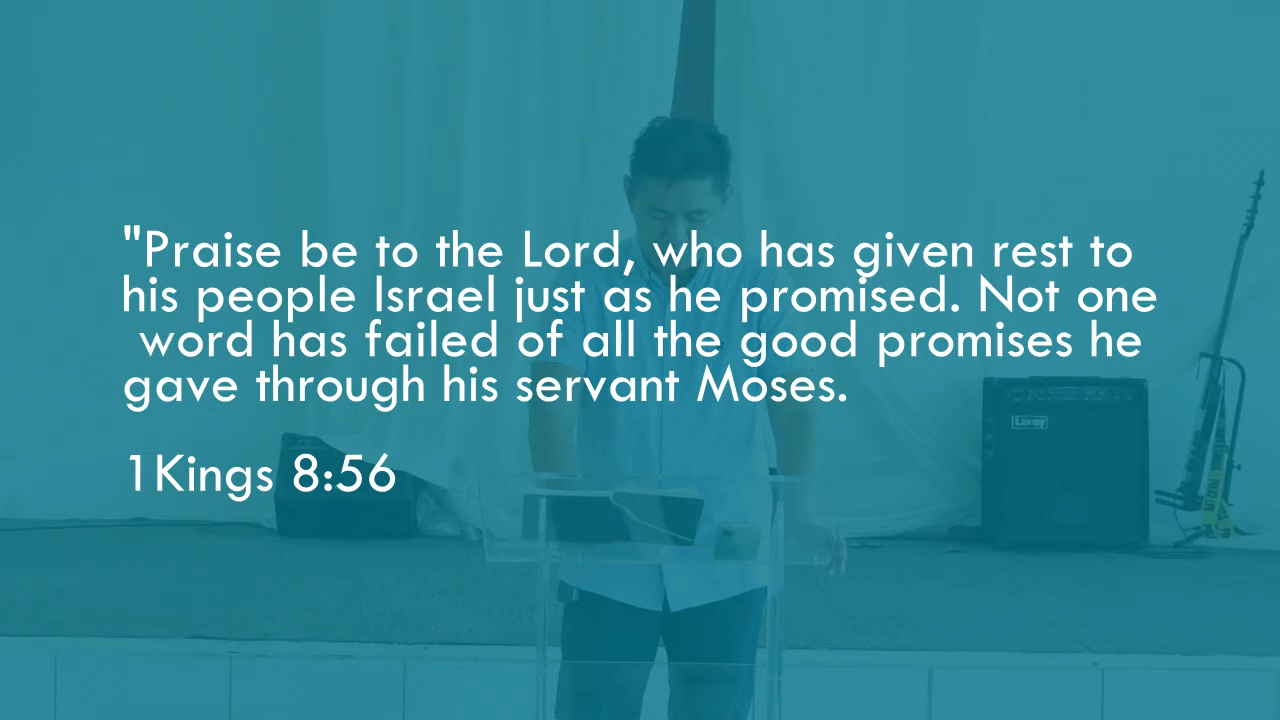 "Praise be to the Lord, who has given rest to
his people Israel just as he promised. Not one
word has failed of all the good promises he
gave through his servant Moses.
1Kings 8:56
Laney